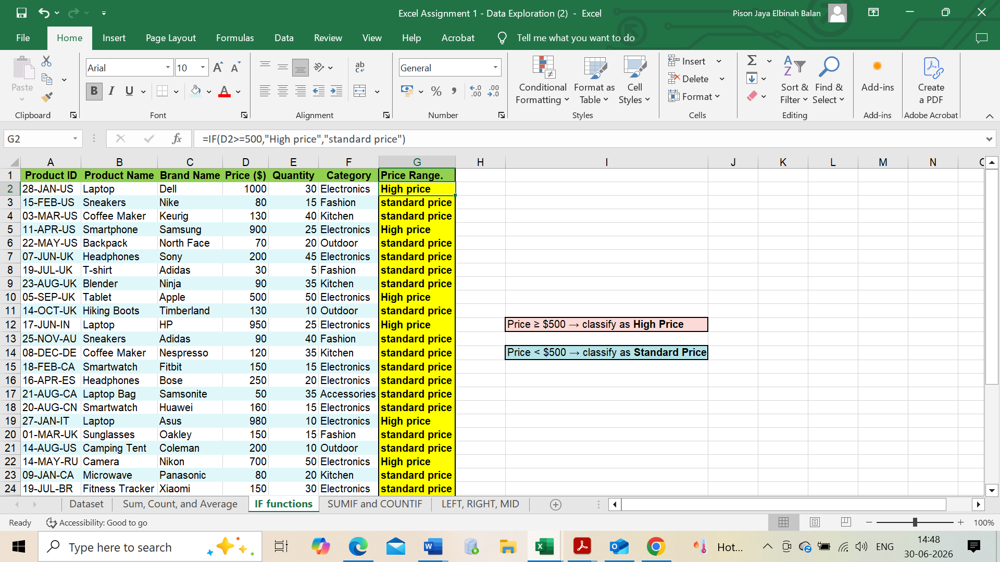 Excel Assignment 1 - Data Exploration (2) - Excel
Pison Jaya Elbinah Balan
File Home Insert Page Layout Formulas Data Review View Help Acrobat Tell me what you want to do
Paste
Clipboard
Arial 10
B I U A
Font
ab c
Alignment
General
% , .0 .00 .00 .0
Number
Conditional Formatting
Format as Table
Cell Styles
Styles
Insert
Delete
Format
Cells
Sort & Filter
Find & Select
Editing
Add-ins
Add-ins
Create a PDF
Adobe Acrobat
G2 fx =IF(D2>=500,"High price","standard price")
A B C D E F G H I J K L M N
1 Product ID Product Name Brand Name Price ($) Quantity Category Price Range.
2 28-JAN-US Laptop Dell 1000 30 Electronics High price
3 15-FEB-US Sneakers Nike 80 15 Fashion standard price
4 03-MAR-US Coffee Maker Keurig 130 40 Kitchen standard price
5 11-APR-US Smartphone Samsung 900 25 Electronics High price
6 22-MAY-US Backpack North Face 70 20 Outdoor standard price
7 07-JUN-UK Headphones Sony 200 45 Electronics standard price
8 19-JUL-UK T-shirt Adidas 30 5 Fashion standard price
9 23-AUG-UK Blender Ninja 90 35 Kitchen standard price
10 05-SEP-UK Tablet Apple 500 50 Electronics High price
11 14-OCT-UK Hiking Boots Timberland 130 10 Outdoor standard price
12 17-JUN-IN Laptop HP 950 25 Electronics High price Price ≥ $500 → classify as High Price
13 25-NOV-AU Sneakers Adidas 90 40 Fashion standard price
14 08-DEC-DE Coffee Maker Nespresso 120 35 Kitchen standard price Price < $500 → classify as Standard Price
15 18-FEB-CA Smartwatch Fitbit 150 15 Electronics standard price
16 16-APR-ES Headphones Bose 250 20 Electronics standard price
17 21-AUG-CA Laptop Bag Samsonite 50 35 Accessories standard price
18 20-AUG-CN Smartwatch Huawei 160 15 Electronics standard price
19 27-JAN-IT Laptop Asus 980 10 Electronics High price
20 01-MAR-UK Sunglasses Oakley 150 15 Fashion standard price
21 14-AUG-US Camping Tent Coleman 200 10 Outdoor standard price
22 14-MAY-RU Camera Nikon 700 50 Electronics High price
23 09-JAN-CA Microwave Panasonic 80 20 Kitchen standard price
24 19-JUL-BR Fitness Tracker Xiaomi 150 30 Electronics standard price
Dataset Sum, Count, and Average IF functions SUMIF and COUNTIF LEFT, RIGHT, MID
Ready Accessibility: Good to go 100%
Type here to search Hot... ENG 14:48
30-06-2026